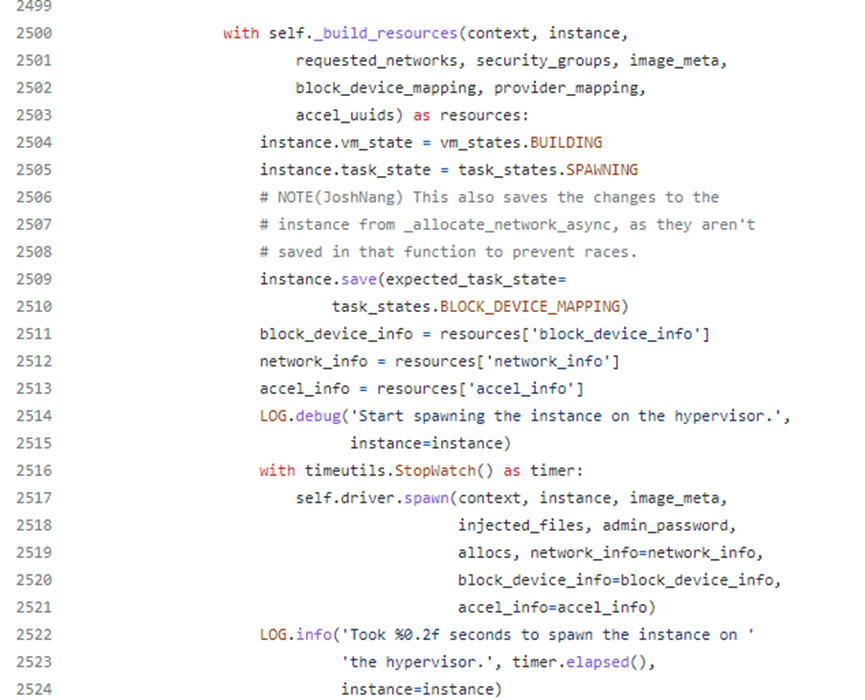 2499
2500 with self._build_resources(context, instance,
2501 requested_networks, security_groups, image_meta,
2502 block_device_mapping, provider_mapping,
2503 accel_uuids) as resources:
2504 instance.vm_state = vm_states.BUILDING
2505 instance.task_state = task_states.SPAWNING
2506 # NOTE(JoshNang) This also saves the changes to the
2507 # instance from _allocate_network_async, as they aren't
2508 # saved in that function to prevent races.
2509 instance.save(expected_task_state=
2510 task_states.BLOCK_DEVICE_MAPPING)
2511 block_device_info = resources['block_device_info']
2512 network_info = resources['network_info']
2513 accel_info = resources['accel_info']
2514 LOG.debug('Start spawning the instance on the hypervisor.',
2515 instance=instance)
2516 with timeutils.StopWatch() as timer:
2517 self.driver.spawn(context, instance, image_meta,
2518 injected_files, admin_password,
2519 allocs, network_info=network_info,
2520 block_device_info=block_device_info,
2521 accel_info=accel_info)
2522 LOG.info('Took %0.2f seconds to spawn the instance on '
2523 'the hypervisor.', timer.elapsed(),
2524 instance=instance)